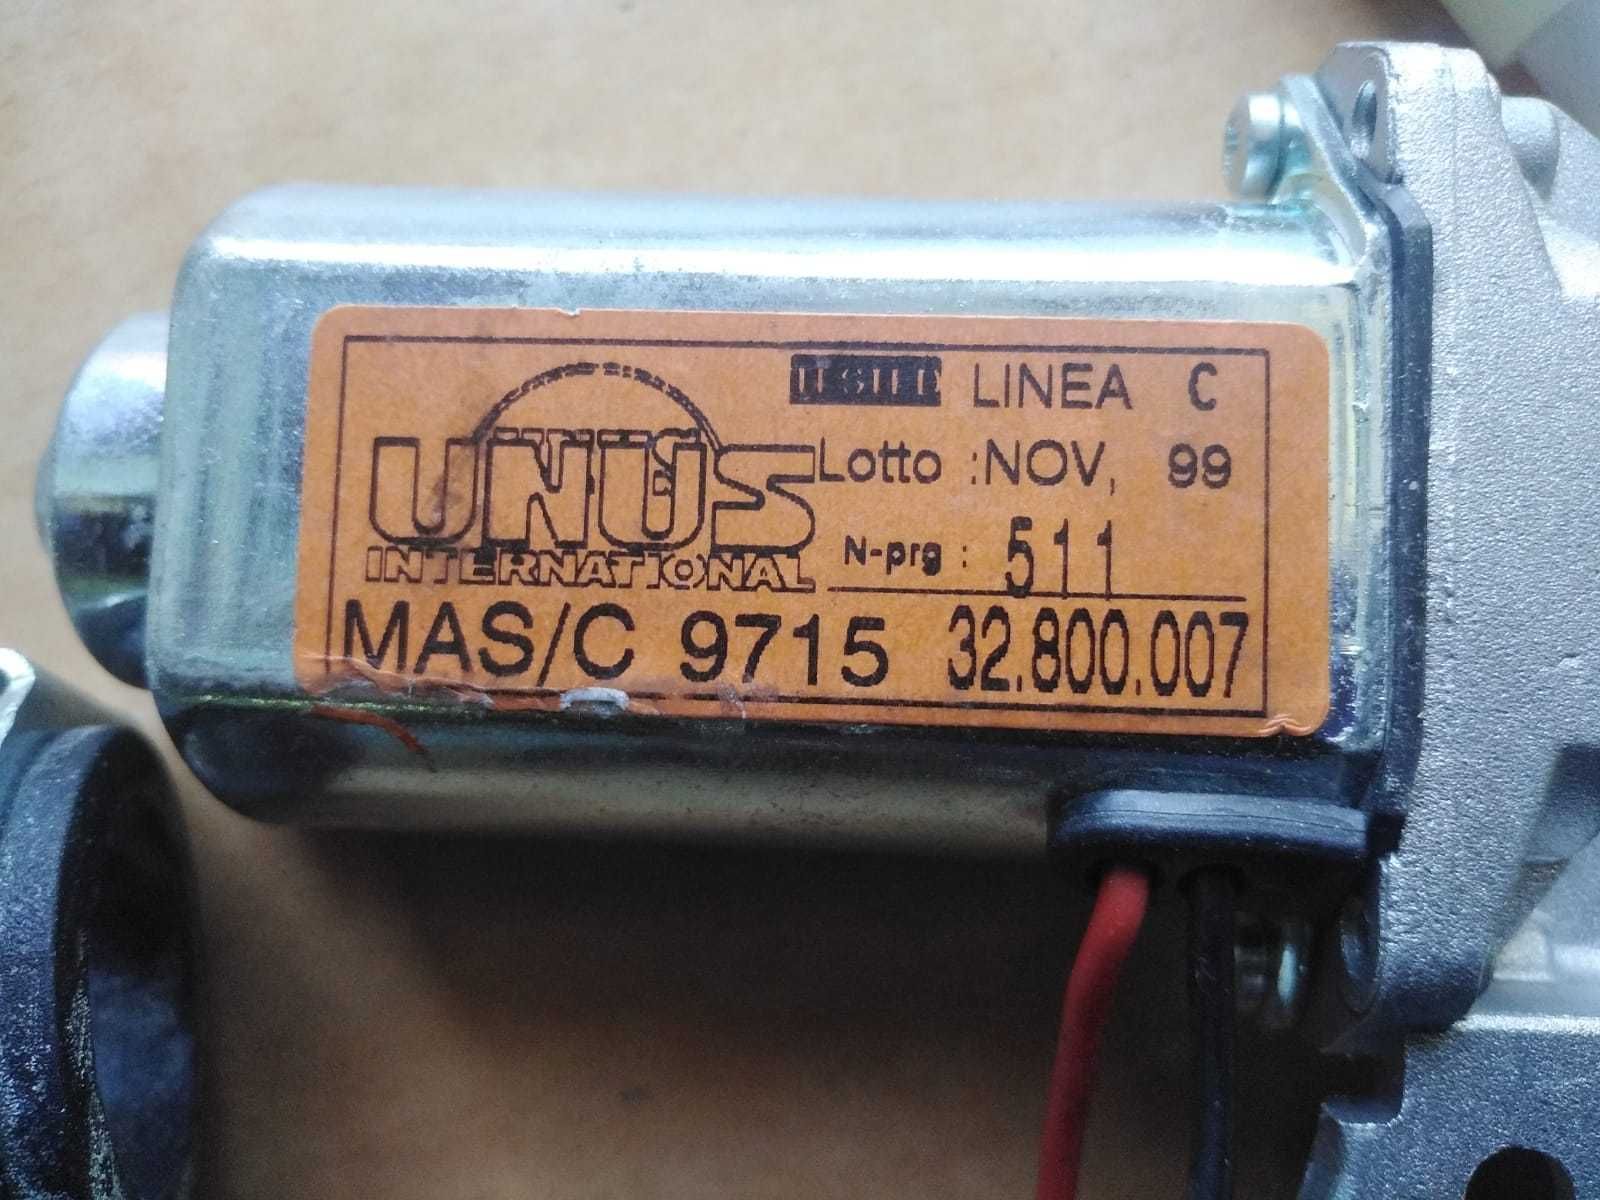 LINEA C
Lotto :NOV, 99
UNUS
INTERNATIONAL
N-prg : 511
MAS/C 9715 32.800.007